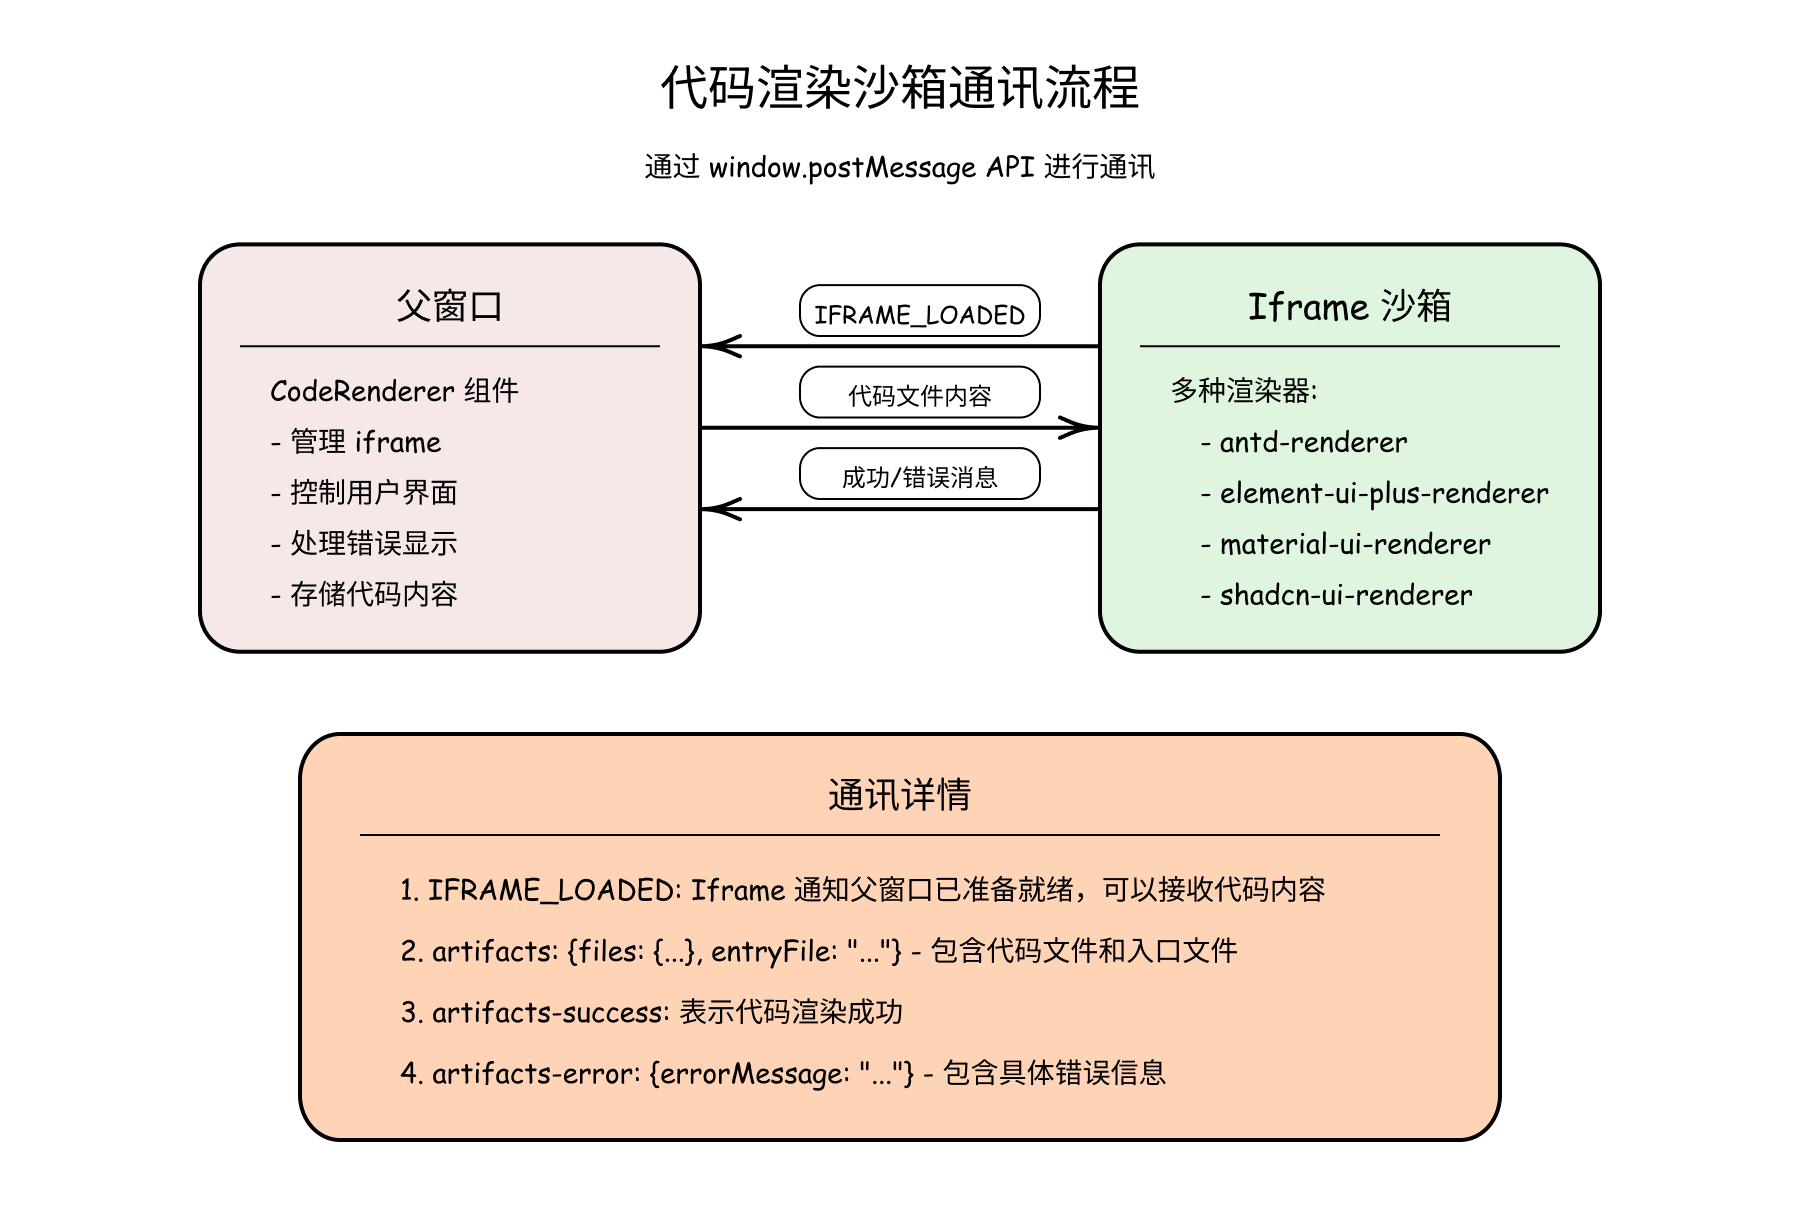 代码渲染沙箱通讯流程
通过 window.postMessage API 进行通讯
父窗口
CodeRenderer 组件
- 管理 iframe
- 控制用户界面
- 处理错误显示
- 存储代码内容
IFRAME_LOADED
代码文件内容
成功/错误消息
Iframe 沙箱
多种渲染器:
- antd-renderer
- element-ui-plus-renderer
- material-ui-renderer
- shadcn-ui-renderer
通讯详情
1. IFRAME_LOADED: Iframe 通知父窗口已准备就绪，可以接收代码内容
2. artifacts: {files: {...}, entryFile: "..."} - 包含代码文件和入口文件
3. artifacts-success: 表示代码渲染成功
4. artifacts-error: {errorMessage: "..."} - 包含具体错误信息